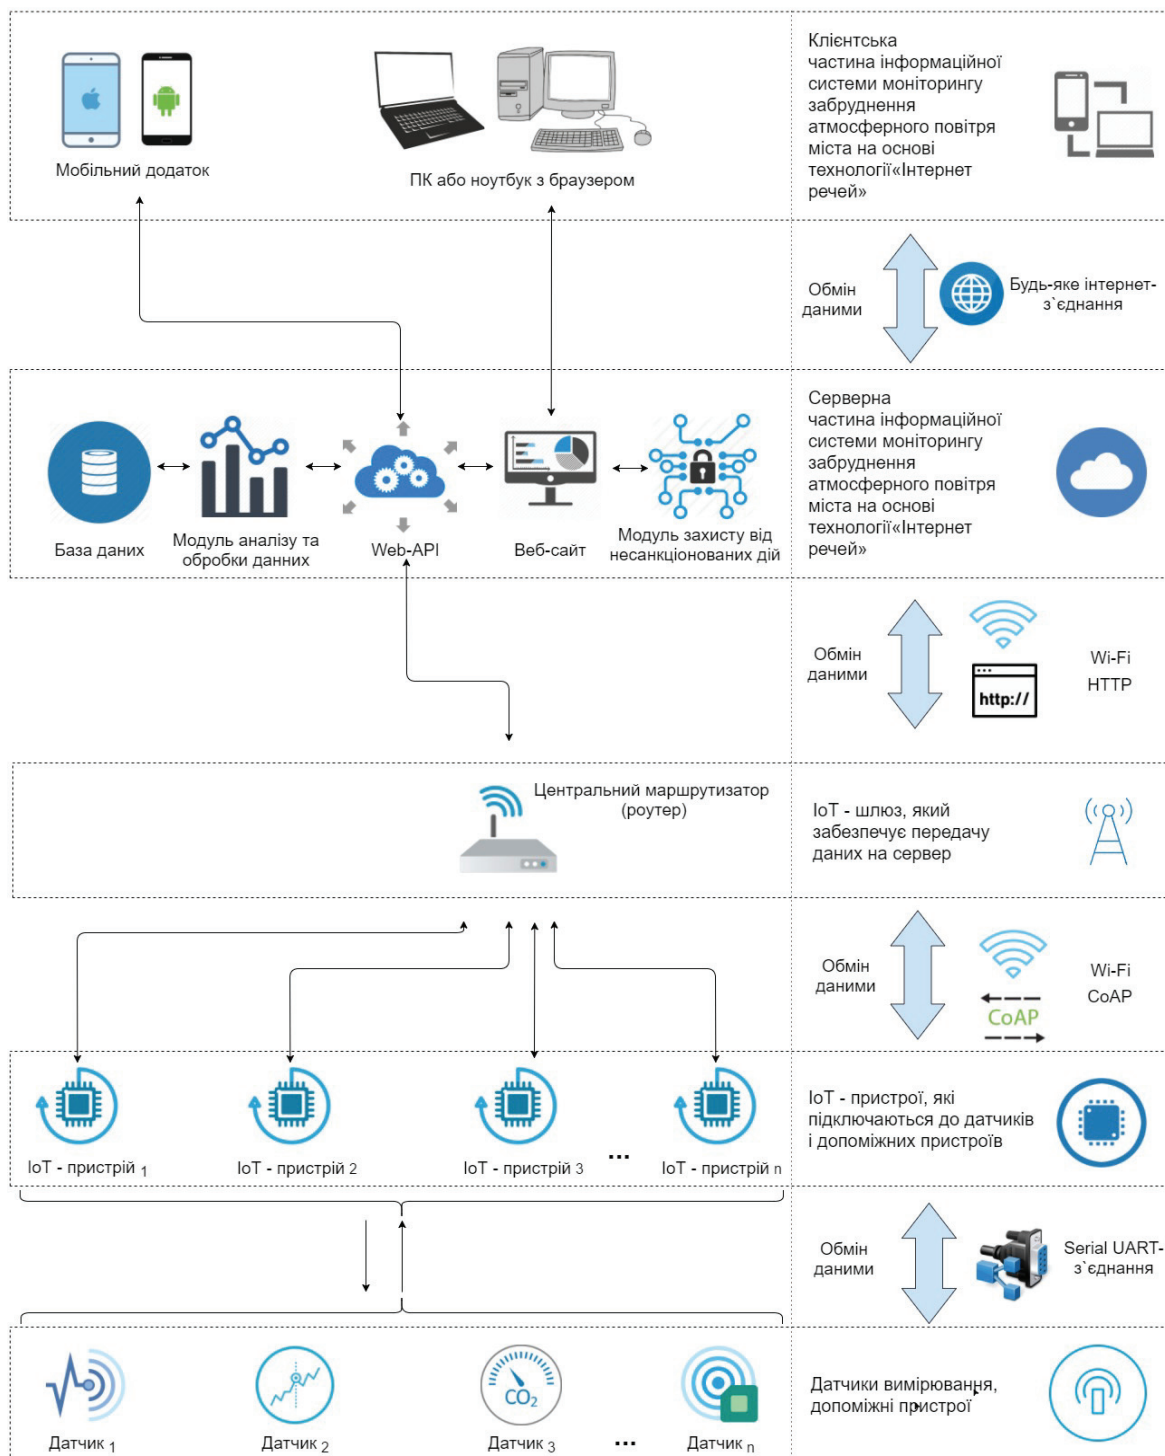 Мобільний додаток
ПК або ноутбук з браузером
Клієнтська
частина інформаційної
системи моніторингу
забруднення
атмосферного повітря
міста на основі
технології«Інтернет
речей»
Обмін
даними
Будь-яке інтернет-
з`єднання
База даних
Модуль аналізу та
обробки данних
Web-API
Веб-сайт
Модуль захисту від
несанкціонованих дій
Серверна
частина інформаційної
системи моніторингу
забруднення
атмосферного повітря
міста на основі
технології«Інтернет
речей»
Обмін
даними
http://
Wi-Fi
HTTP
Центральний маршрутизатор
(роутер)
IoT - шлюз, який
забезпечує передачу
даних на сервер
Обмін
даними
CoAP
Wi-Fi
CoAP
IoT - пристрій 1
IoT - пристрій 2
IoT - пристрій 3
...
IoT - пристрій n
IoT - пристрої, які
підключаються до датчиків
і допоміжних пристроїв
Обмін
даними
Serial UART-
з`єднання
CO2
Датчик 1
Датчик 2
Датчик 3
...
Датчик n
Датчики вимірювання,
допоміжні пристрої